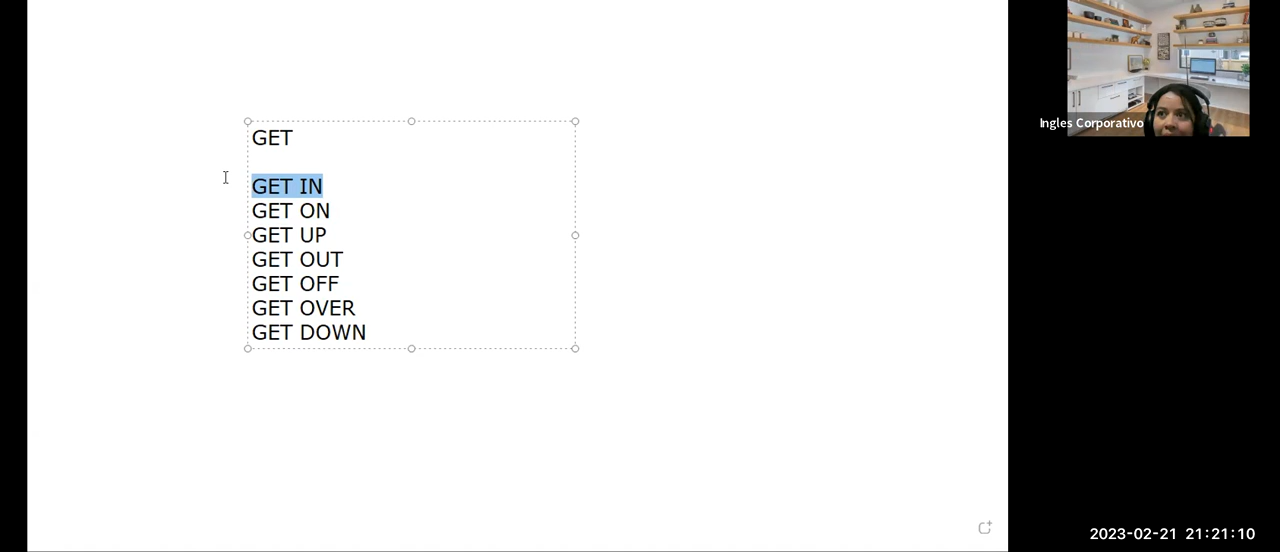 GET
GET IN
GET ON
GET UP
GET OUT
GET OFF
GET OVER
GET DOWN
Ingles Corporativo
2023-02-21 21:21:10